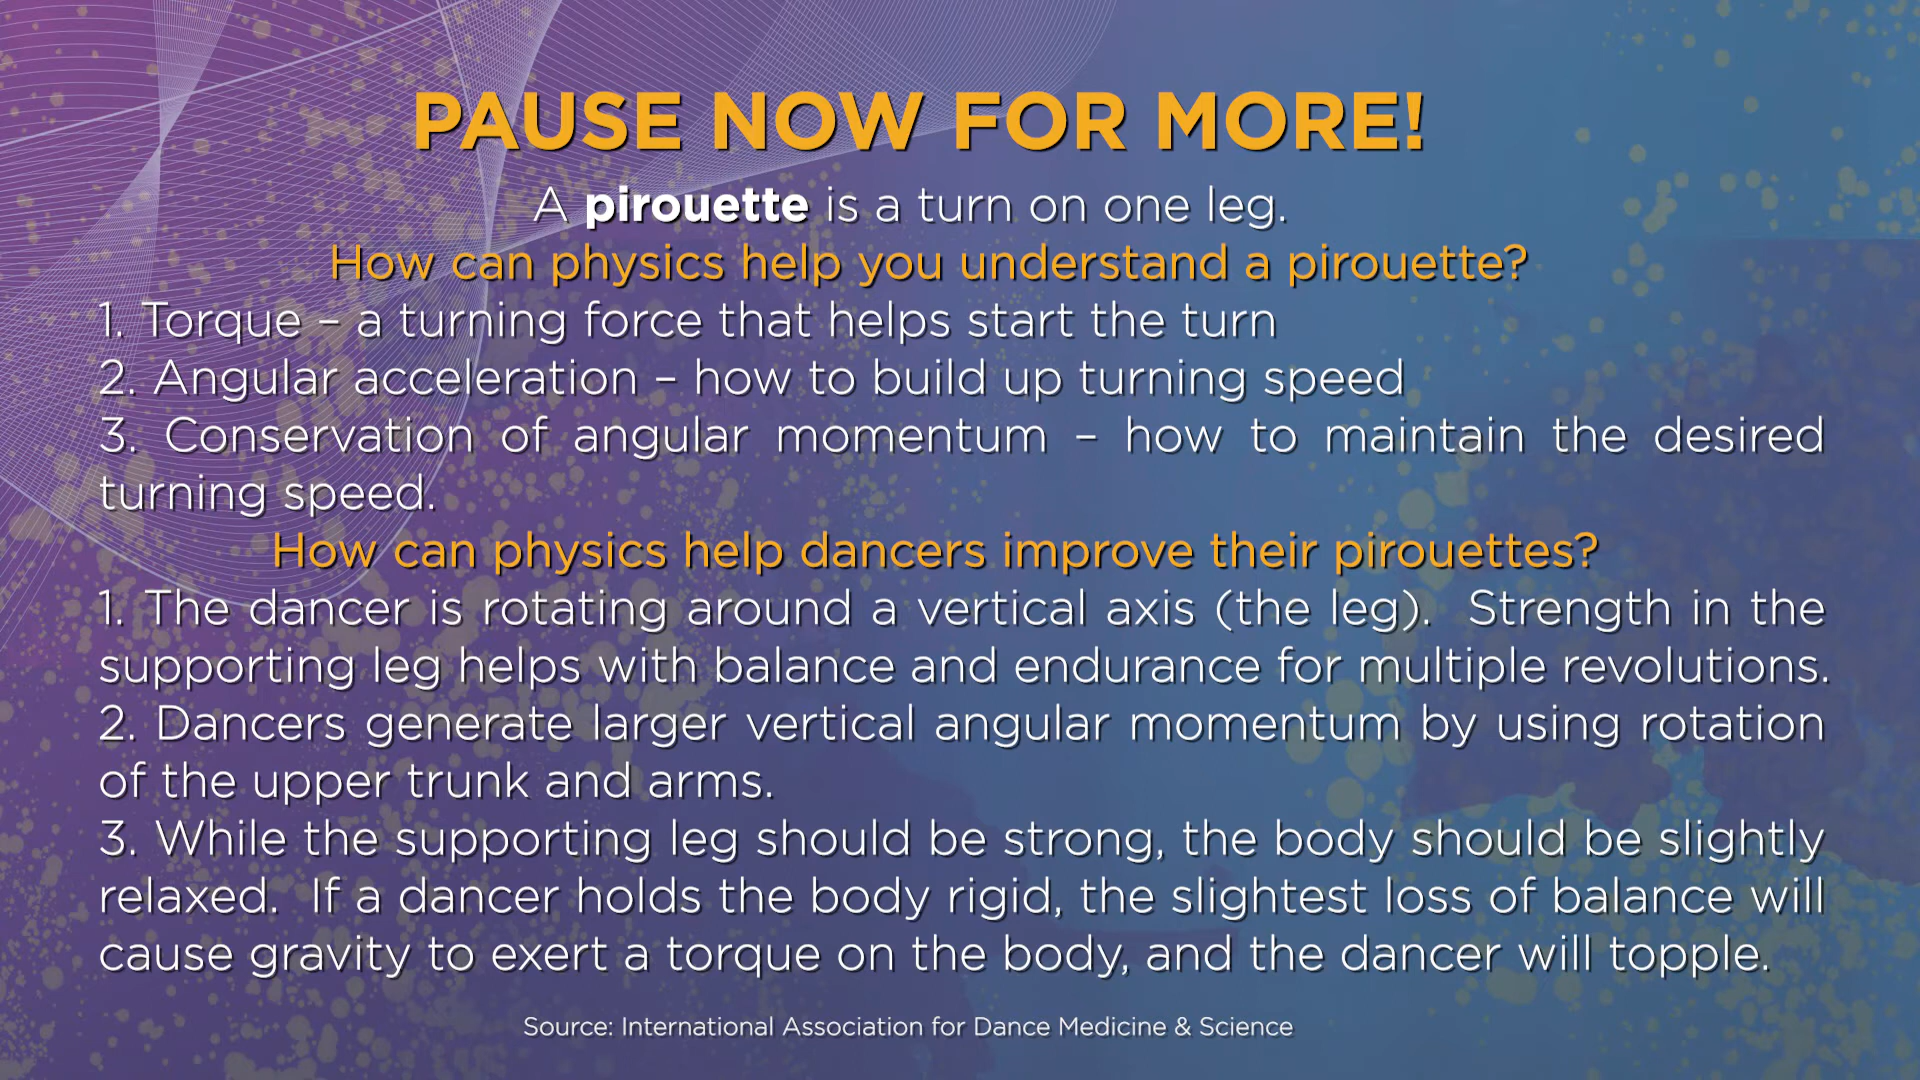 PAUSE NOW FOR MORE!
A pirouette is a turn on one leg.
How can physics help you understand a pirouette?
1. Torque – a turning force that helps start the turn
2. Angular acceleration – how to build up turning speed
3. Conservation of angular momentum – how to maintain the desired
turning speed.
How can physics help dancers improve their pirouettes?
1. The dancer is rotating around a vertical axis (the leg).  Strength in the
supporting leg helps with balance and endurance for multiple revolutions.
2. Dancers generate larger vertical angular momentum by using rotation
of the upper trunk and arms.
3. While the supporting leg should be strong, the body should be slightly
relaxed.  If a dancer holds the body rigid, the slightest loss of balance will
cause gravity to exert a torque on the body, and the dancer will topple.
Source: International Association for Dance Medicine & Science